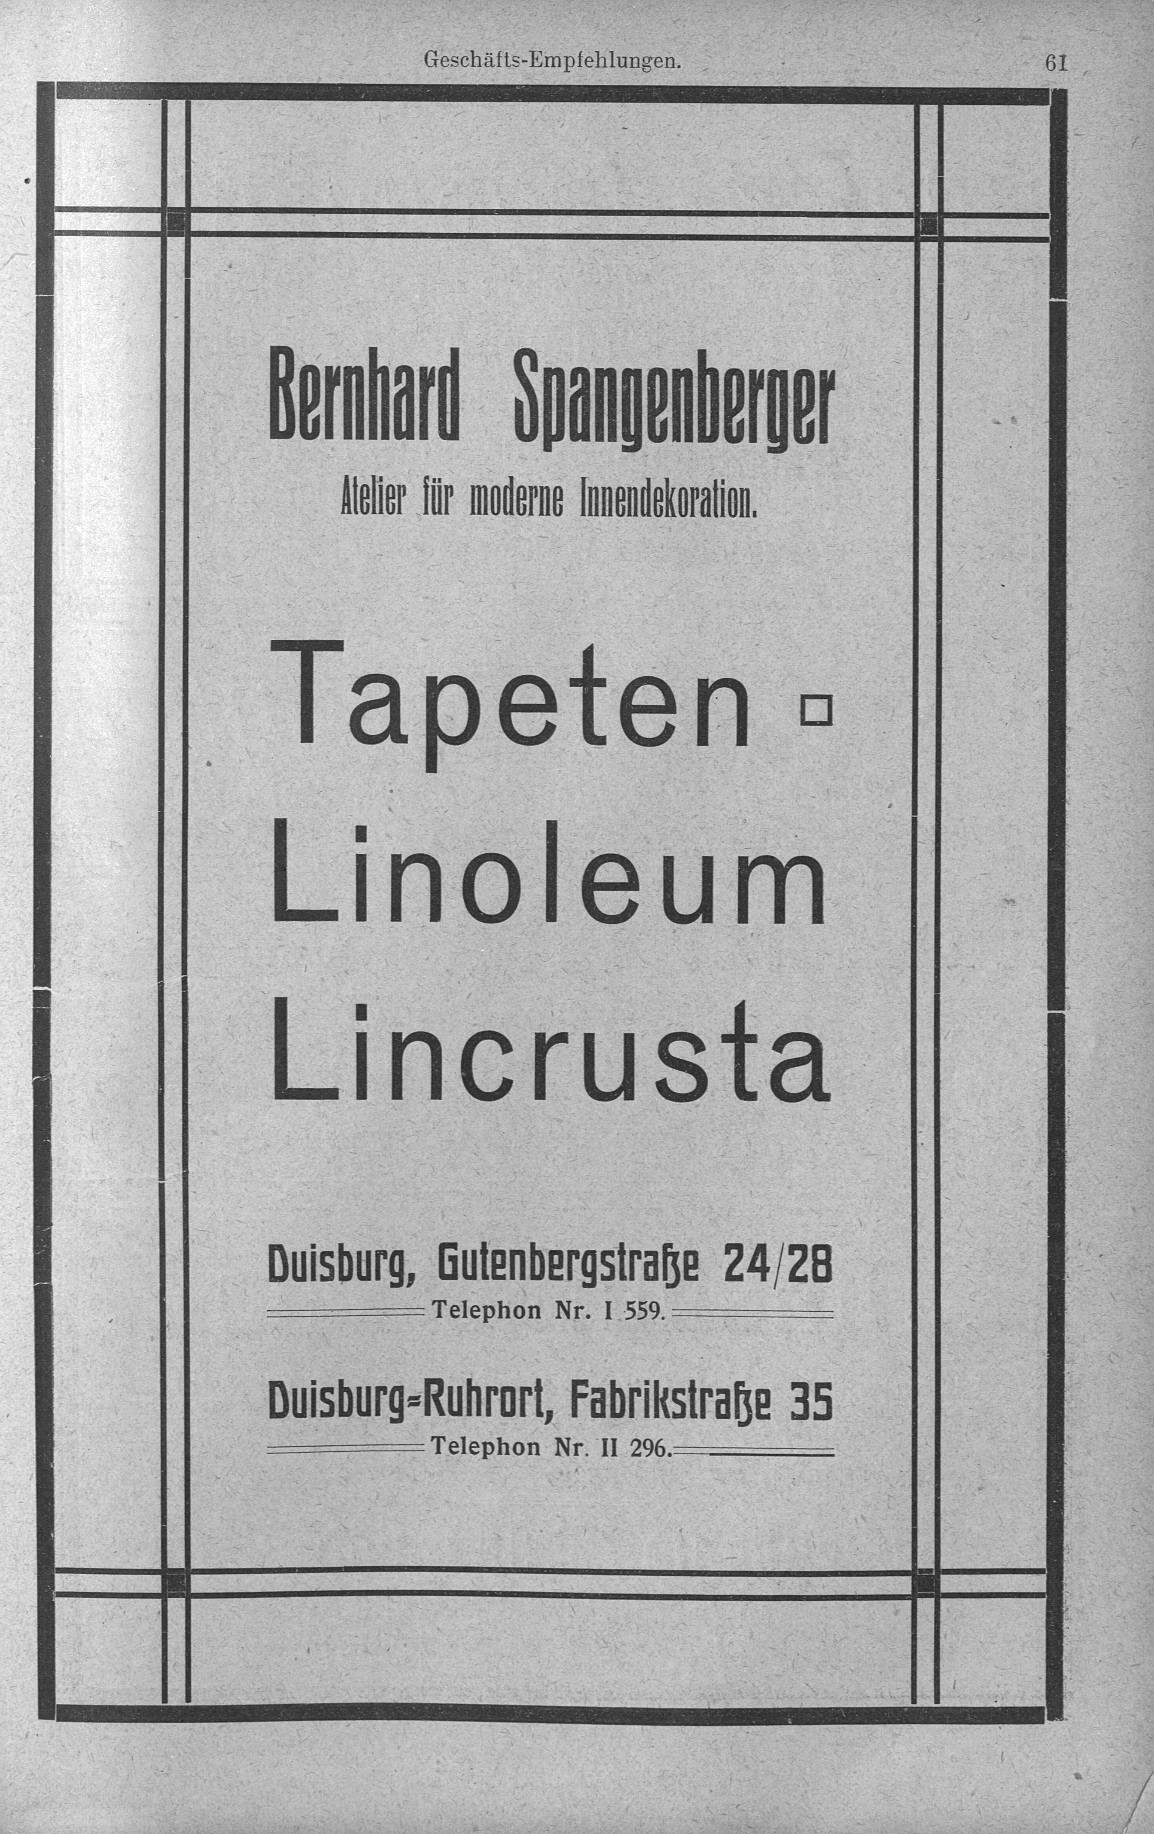 Geschäfts-Empfehlungen.
61
Bernhard Spangenberger
Atelier für moderne Innendekoration.
Tapeten
Linoleum
Lincrusta
Duisburg, Gutenbergstraße 24/28
Telephon Nr. I 559.
Duisburg-Ruhrort, Fabrikstraße 35
Telephon Nr. II 296.